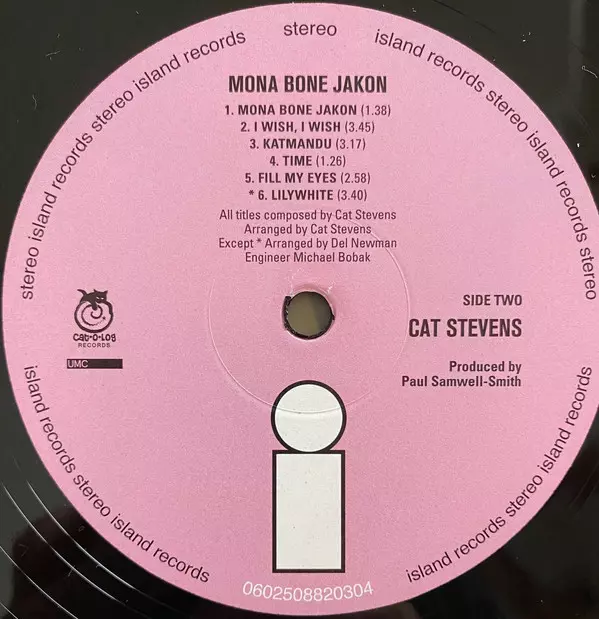 stereo
island records stereo island records stereo
stereo island records stereo island records
MONA BONE JAKON
1. MONA BONE JAKON (1.38)
2. I WISH, I WISH (3.45)
3. KATMANDU (3.17)
4. TIME (1.26)
5. FILL MY EYES (2.58)
* 6. LILYWHITE (3.40)
All titles composed by Cat Stevens
Arranged by Cat Stevens
Except * Arranged by Del Newman
Engineer Michael Bobak
SIDE TWO
CAT STEVENS
Cat-O-Log
RECORDS
UMC
Produced by
Paul Samwell-Smith
i
island records stereo island records
island records stereo island records
0602508820304